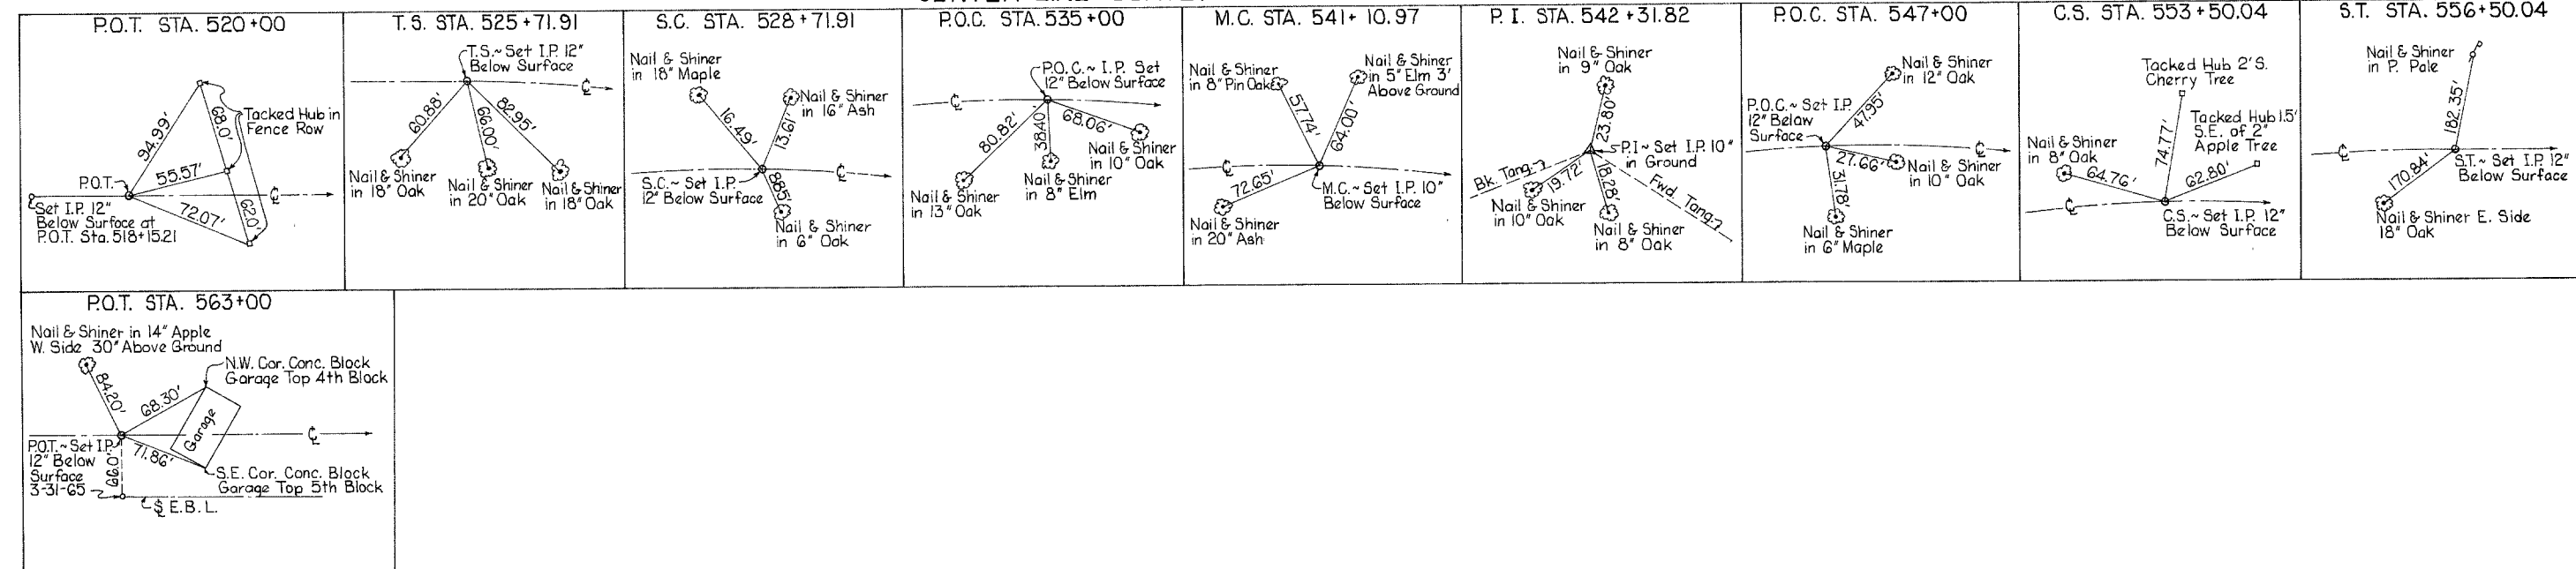 P.O.T. STA. 520+00
94.99'
68.0'
Tacked Hub in
Fence Row
55.57'
P.O.T.
℄
Set I.P. 12"
Below Surface at
P.O.T. Sta. 518+15.21
72.07'
62.0'
T.S. STA. 525+71.91
T.S.~Set I.P. 12"
Below Surface
℄
60.88'
66.00'
82.95'
Nail & Shiner
in 18" Oak
Nail & Shiner
in 20" Oak
Nail & Shiner
in 18" Oak
S.C. STA. 528+71.91
Nail & Shiner
in 18" Maple
Nail & Shiner
in 16" Ash
16.49'
13.61'
℄
S.C.~ Set I.P.
12" Below Surface
8.85'
Nail & Shiner
in 6" Oak
P.O.C. STA. 535+00
P.O.C.~ I.P. Set
12" Below Surface
℄
80.82'
38.40'
68.06'
Nail & Shiner
in 10" Oak
Nail & Shiner
in 8" Elm
Nail & Shiner
in 13" Oak
M.C. STA. 541+10.97
Nail & Shiner
in 8" Pin Oak
Nail & Shiner
in 5" Elm 3'
Above Ground
57.74'
64.00'
℄
72.65'
M.C.~ Set I.P. 10"
Below Surface
Nail & Shiner
in 20" Ash
P.I. STA. 542+31.82
Nail & Shiner
in 9" Oak
23.80'
P.I ~ Set I.P. 10"
in Ground
Bk. Tang.
19.72'
18.28'
Fwd. Tang.
Nail & Shiner
in 10" Oak
Nail & Shiner
in 8" Oak
P.O.C. STA. 547+00
Nail & Shiner
in 12" Oak
P.O.C.~ Set I.P.
12" Below
Surface
47.95'
℄
27.66'
Nail & Shiner
in 10" Oak
31.78'
Nail & Shiner
in 6" Maple
C.S. STA. 553+50.04
Tacked Hub 2' S.
Cherry Tree
Tacked Hub 1.5'
S.E. of 2"
Apple Tree
Nail & Shiner
in 8" Oak
74.77'
64.76'
62.80'
℄
C.S.~ Set I.P. 12"
Below Surface
S.T. STA. 556+50.04
Nail & Shiner
in P. Pole
182.35'
℄
S.T.~ Set I.P. 12"
Below Surface
170.84'
Nail & Shiner E. Side
18" Oak
P.O.T. STA. 563+00
Nail & Shiner in 14" Apple
W. Side 30" Above Ground
N.W. Cor. Conc. Block
Garage Top 4th Block
84.20'
68.30'
Garage
℄
P.O.T.~ Set I.P.
12" Below
Surface
3-31-65
66.0'
71.86'
S.E. Cor. Conc. Block
Garage Top 5th Block
℄ E.B.L.